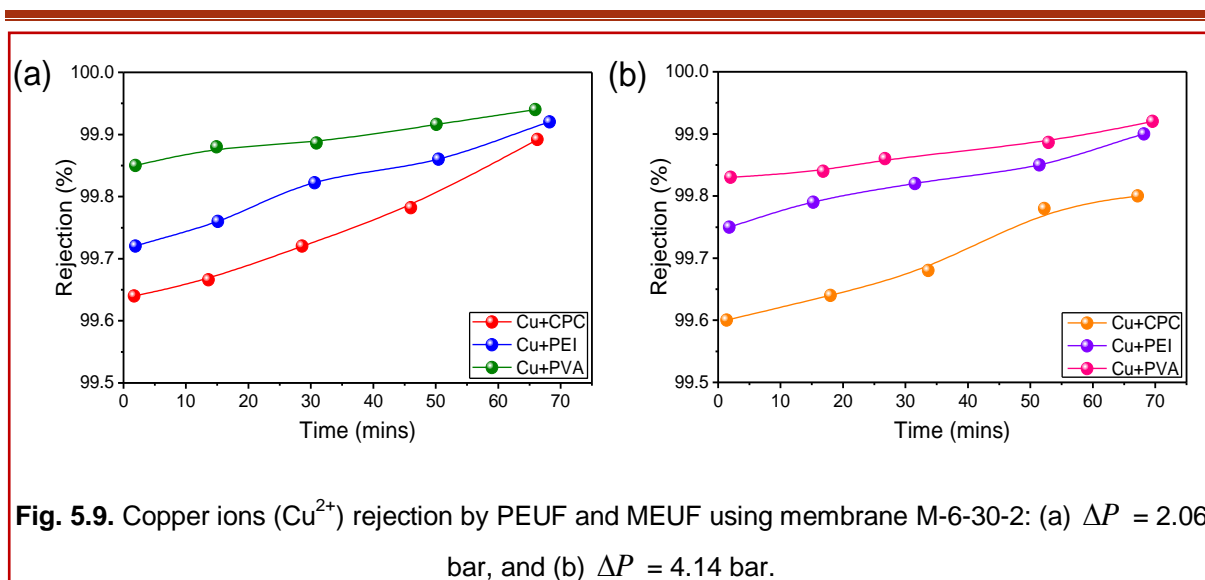 (a)
100.0
99.9
99.8
99.7
99.6
99.5
Rejection (%)
0 10 20 30 40 50 60 70
Time (mins)
Cu+CPC
Cu+PEI
Cu+PVA
(b)
100.0
99.9
99.8
99.7
99.6
99.5
Rejection (%)
0 10 20 30 40 50 60 70
Time (mins)
Cu+CPC
Cu+PEI
Cu+PVA
Fig. 5.9. Copper ions (Cu²⁺) rejection by PEUF and MEUF using membrane M-6-30-2: (a) ΔP = 2.06
bar, and (b) ΔP = 4.14 bar.